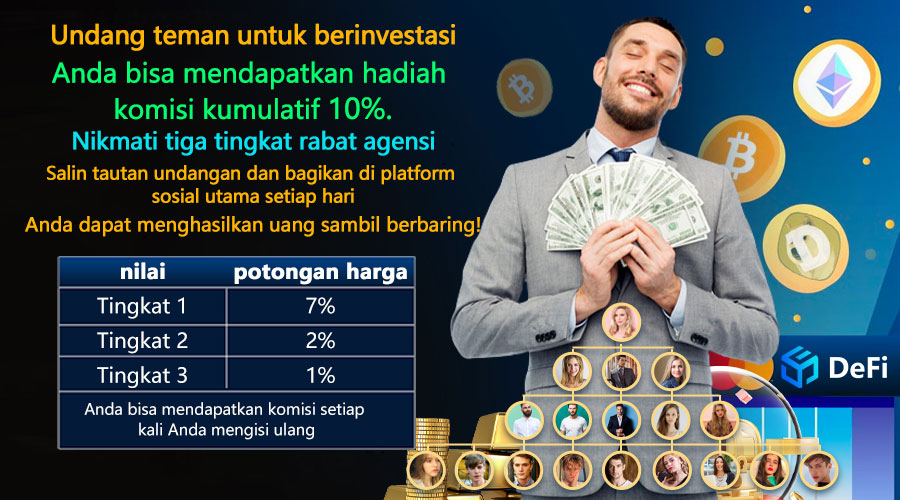 Undang teman untuk berinvestasi
Anda bisa mendapatkan hadiah
komisi kumulatif 10%.
Nikmati tiga tingkat rabat agensi
Salin tautan undangan dan bagikan di platform
sosial utama setiap hari
Anda dapat menghasilkan uang sambil berbaring!
nilai potongan harga
Tingkat 1 7%
Tingkat 2 2%
Tingkat 3 1%
Anda bisa mendapatkan komisi setiap
kali Anda mengisi ulang
DeFi